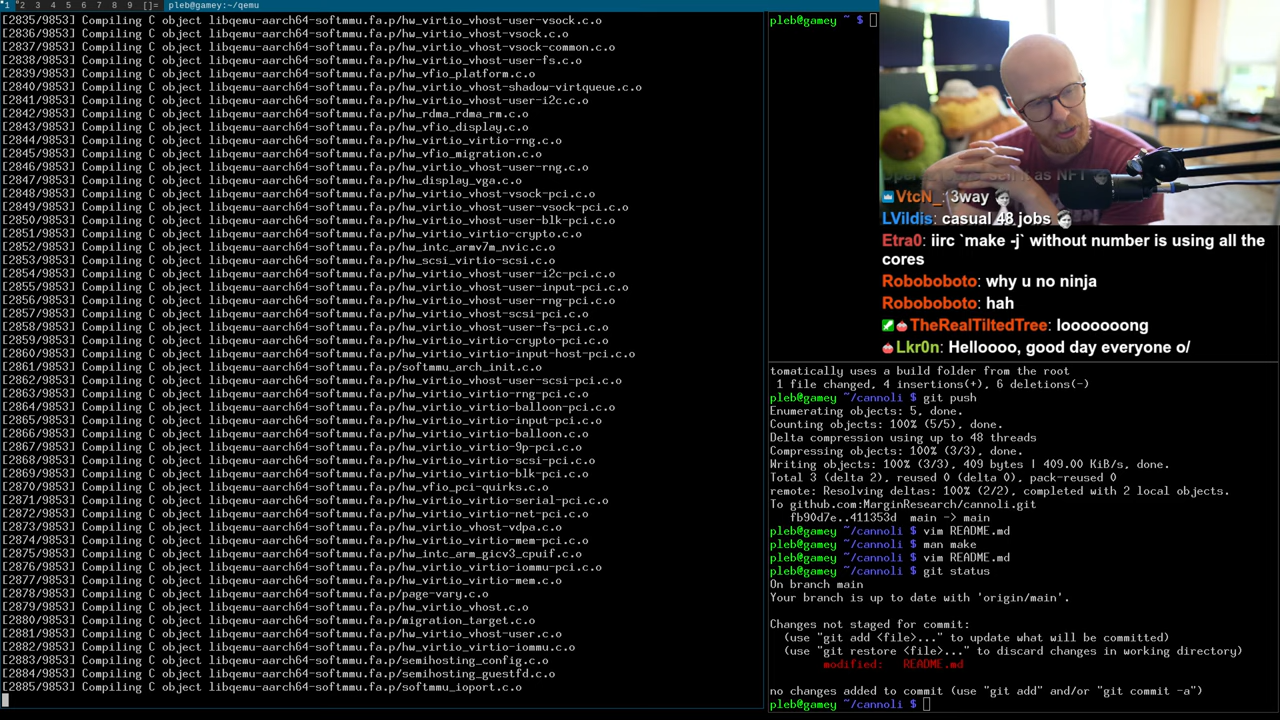 1 2 3 4 5 6 7 8 9 []= pleb@gamey:~/qemu
[2835/9853] Compiling C object libqemu-aarch64-softmmu.fa.p/hw_virtio_vhost-user-vsock.c.o
[2836/9853] Compiling C object libqemu-aarch64-softmmu.fa.p/hw_virtio_vhost-vsock.c.o
[2837/9853] Compiling C object libqemu-aarch64-softmmu.fa.p/hw_virtio_vhost-vsock-common.c.o
[2838/9853] Compiling C object libqemu-aarch64-softmmu.fa.p/hw_virtio_vhost-user-fs.c.o
[2839/9853] Compiling C object libqemu-aarch64-softmmu.fa.p/hw_vfio_platform.c.o
[2840/9853] Compiling C object libqemu-aarch64-softmmu.fa.p/hw_virtio_vhost-shadow-virtqueue.c.o
[2841/9853] Compiling C object libqemu-aarch64-softmmu.fa.p/hw_virtio_vhost-user-i2c.c.o
[2842/9853] Compiling C object libqemu-aarch64-softmmu.fa.p/hw_rdma_rdma_rm.c.o
[2843/9853] Compiling C object libqemu-aarch64-softmmu.fa.p/hw_vfio_display.c.o
[2844/9853] Compiling C object libqemu-aarch64-softmmu.fa.p/hw_virtio_virtio-rng.c.o
[2845/9853] Compiling C object libqemu-aarch64-softmmu.fa.p/hw_vfio_migration.c.o
[2846/9853] Compiling C object libqemu-aarch64-softmmu.fa.p/hw_virtio_vhost-user-rng.c.o
[2847/9853] Compiling C object libqemu-aarch64-softmmu.fa.p/hw_display_vga.c.o
[2848/9853] Compiling C object libqemu-aarch64-softmmu.fa.p/hw_virtio_vhost-vsock-pci.c.o
[2849/9853] Compiling C object libqemu-aarch64-softmmu.fa.p/hw_virtio_vhost-user-vsock-pci.c.o
[2850/9853] Compiling C object libqemu-aarch64-softmmu.fa.p/hw_virtio_vhost-user-blk-pci.c.o
[2851/9853] Compiling C object libqemu-aarch64-softmmu.fa.p/hw_virtio_virtio-crypto.c.o
[2852/9853] Compiling C object libqemu-aarch64-softmmu.fa.p/hw_intc_armv7m_nvic.c.o
[2853/9853] Compiling C object libqemu-aarch64-softmmu.fa.p/hw_scsi_virtio-scsi.c.o
[2854/9853] Compiling C object libqemu-aarch64-softmmu.fa.p/hw_virtio_vhost-user-i2c-pci.c.o
[2855/9853] Compiling C object libqemu-aarch64-softmmu.fa.p/hw_virtio_vhost-user-input-pci.c.o
[2856/9853] Compiling C object libqemu-aarch64-softmmu.fa.p/hw_virtio_vhost-user-rng-pci.c.o
[2857/9853] Compiling C object libqemu-aarch64-softmmu.fa.p/hw_virtio_vhost-scsi-pci.c.o
[2858/9853] Compiling C object libqemu-aarch64-softmmu.fa.p/hw_virtio_vhost-user-fs-pci.c.o
[2859/9853] Compiling C object libqemu-aarch64-softmmu.fa.p/hw_virtio_virtio-crypto-pci.c.o
[2860/9853] Compiling C object libqemu-aarch64-softmmu.fa.p/hw_virtio_virtio-input-host-pci.c.o
[2861/9853] Compiling C object libqemu-aarch64-softmmu.fa.p/softmmu_arch_init.c.o
[2862/9853] Compiling C object libqemu-aarch64-softmmu.fa.p/hw_virtio_vhost-user-scsi-pci.c.o
[2863/9853] Compiling C object libqemu-aarch64-softmmu.fa.p/hw_virtio_virtio-rng-pci.c.o
[2864/9853] Compiling C object libqemu-aarch64-softmmu.fa.p/hw_virtio_virtio-balloon-pci.c.o
[2865/9853] Compiling C object libqemu-aarch64-softmmu.fa.p/hw_virtio_virtio-input-pci.c.o
[2866/9853] Compiling C object libqemu-aarch64-softmmu.fa.p/hw_virtio_virtio-balloon.c.o
[2867/9853] Compiling C object libqemu-aarch64-softmmu.fa.p/hw_virtio_virtio-9p-pci.c.o
[2868/9853] Compiling C object libqemu-aarch64-softmmu.fa.p/hw_virtio_virtio-scsi-pci.c.o
[2869/9853] Compiling C object libqemu-aarch64-softmmu.fa.p/hw_virtio_virtio-blk-pci.c.o
[2870/9853] Compiling C object libqemu-aarch64-softmmu.fa.p/hw_vfio_pci-quirks.c.o
[2871/9853] Compiling C object libqemu-aarch64-softmmu.fa.p/hw_virtio_virtio-serial-pci.c.o
[2872/9853] Compiling C object libqemu-aarch64-softmmu.fa.p/hw_virtio_virtio-net-pci.c.o
[2873/9853] Compiling C object libqemu-aarch64-softmmu.fa.p/hw_virtio_vhost-vdpa.c.o
[2874/9853] Compiling C object libqemu-aarch64-softmmu.fa.p/hw_virtio_virtio-mem-pci.c.o
[2875/9853] Compiling C object libqemu-aarch64-softmmu.fa.p/hw_intc_arm_gicv3_cpuif.c.o
[2876/9853] Compiling C object libqemu-aarch64-softmmu.fa.p/hw_virtio_virtio-iommu-pci.c.o
[2877/9853] Compiling C object libqemu-aarch64-softmmu.fa.p/hw_virtio_virtio-mem.c.o
[2878/9853] Compiling C object libqemu-aarch64-softmmu.fa.p/page-vary.c.o
[2879/9853] Compiling C object libqemu-aarch64-softmmu.fa.p/hw_virtio_vhost.c.o
[2880/9853] Compiling C object libqemu-aarch64-softmmu.fa.p/migration_target.c.o
[2881/9853] Compiling C object libqemu-aarch64-softmmu.fa.p/hw_virtio_vhost-user.c.o
[2882/9853] Compiling C object libqemu-aarch64-softmmu.fa.p/hw_virtio_virtio-iommu.c.o
[2883/9853] Compiling C object libqemu-aarch64-softmmu.fa.p/semihosting_config.c.o
[2884/9853] Compiling C object libqemu-aarch64-softmmu.fa.p/semihosting_guestfd.c.o
[2885/9853] Compiling C object libqemu-aarch64-softmmu.fa.p/softmmu_ioport.c.o
pleb@gamey ~ $
as NFT
VtcN_: 3way
LVildis: casual 48 jobs
Etra0: iirc `make -j` without number is using all the
cores
Roboboboto: why u no ninja
Roboboboto: hah
TheRealTiltedTree: looooooong
Lkr0n: Helloooo, good day everyone o/
tomatically uses a build folder from the root
1 file changed, 4 insertions(+), 6 deletions(-)
pleb@gamey ~/cannoli $ git push
Enumerating objects: 5, done.
Counting objects: 100% (5/5), done.
Delta compression using up to 48 threads
Compressing objects: 100% (3/3), done.
Writing objects: 100% (3/3), 409 bytes | 409.00 KiB/s, done.
Total 3 (delta 2), reused 0 (delta 0), pack-reused 0
remote: Resolving deltas: 100% (2/2), completed with 2 local objects.
To github.com:MarginResearch/cannoli.git
fb90d7e..411353d  main -> main
pleb@gamey ~/cannoli $ vim README.md
pleb@gamey ~/cannoli $ man make
pleb@gamey ~/cannoli $ vim README.md
pleb@gamey ~/cannoli $ git status
On branch main
Your branch is up to date with 'origin/main'.
Changes not staged for commit:
(use "git add <file>..." to update what will be committed)
(use "git restore <file>..." to discard changes in working directory)
modified:   README.md
no changes added to commit (use "git add" and/or "git commit -a")
pleb@gamey ~/cannoli $